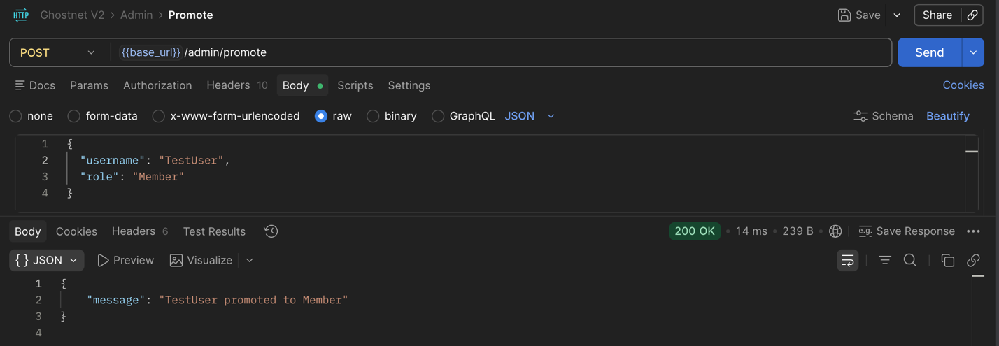 HTTP Ghostnet V2 > Admin > Promote Save Share
POST {{base_url}} /admin/promote Send
Docs Params Authorization Headers 10 Body Scripts Settings Cookies
none form-data x-www-form-urlencoded raw binary GraphQL JSON Schema Beautify
1 {
2 "username": "TestUser",
3 "role": "Member"
4 }
Body Cookies Headers 6 Test Results 200 OK • 14 ms • 239 B • e.g. Save Response
{} JSON Preview Visualize
1 {
2 "message": "TestUser promoted to Member"
3 }
4